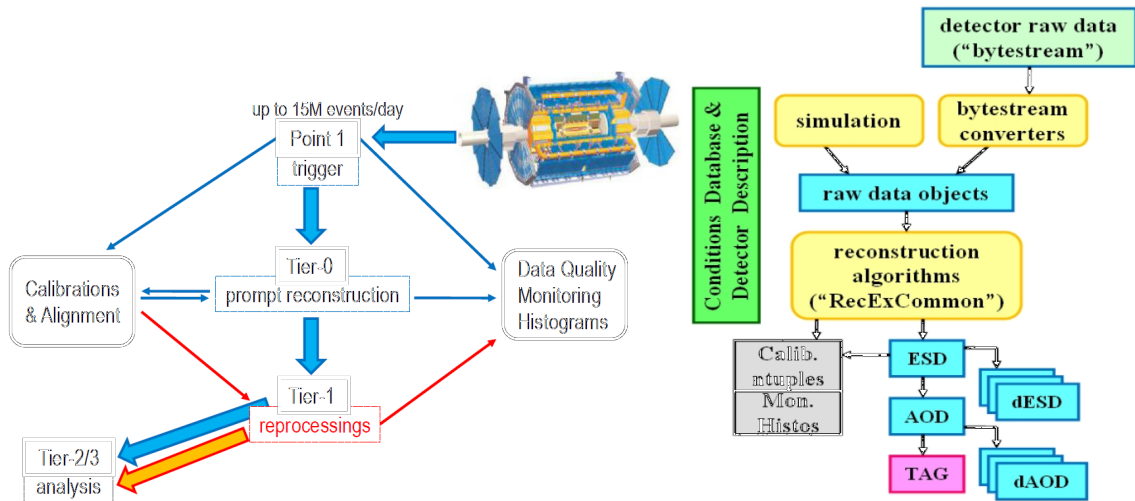 up to 15M events/day
Point 1
trigger
Tier-0
prompt reconstruction
Calibrations
& Alignment
Data Quality
Monitoring
Histograms
Tier-1
reprocessings
Tier-2/3
analysis
Conditions Database &
Detector Description
detector raw data
(“bytestream”)
simulation
bytestream
converters
raw data objects
reconstruction
algorithms
(“RecExCommon”)
Calib.
ntuples
Mon.
Histos
ESD
dESD
AOD
dAOD
TAG